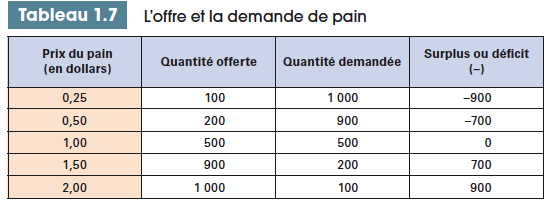 Tableau 1.7 L'offre et la demande de pain
Prix du pain (en dollars) Quantité offerte Quantité demandée Surplus ou déficit (–)
0,25 100 1 000 –900
0,50 200 900 –700
1,00 500 500 0
1,50 900 200 700
2,00 1 000 100 900